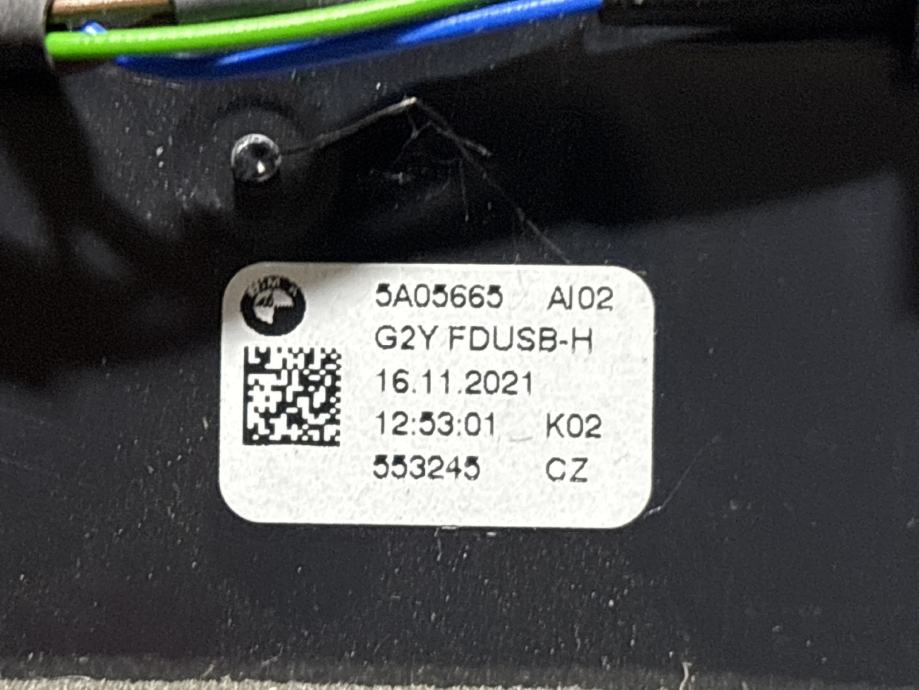 5A05665 AI02
G2Y FDUSB-H
16.11.2021
12:53:01 K02
553245 CZ